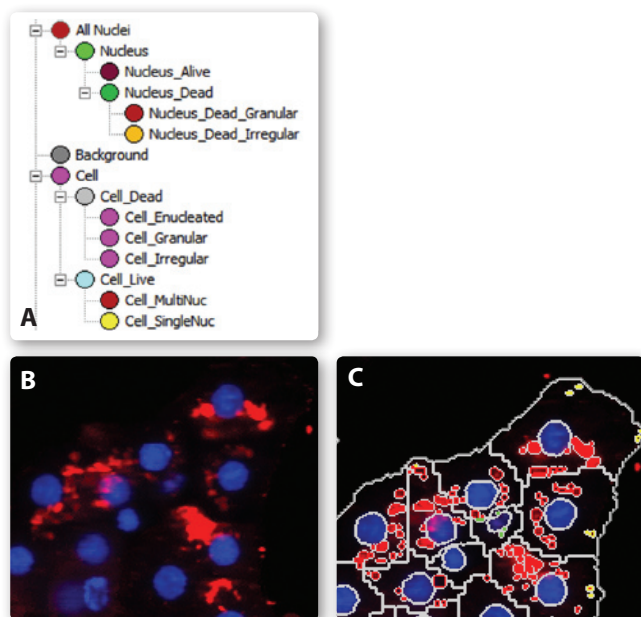 All Nuclei
Nucleus
Nucleus_Alive
Nucleus_Dead
Nucleus_Dead_Granular
Nucleus_Dead_Irregular
Background
Cell
Cell_Dead
Cell_Enucleated
Cell_Granular
Cell_Irregular
Cell_Live
Cell_MultiNuc
Cell_SingleNuc
A
B
C